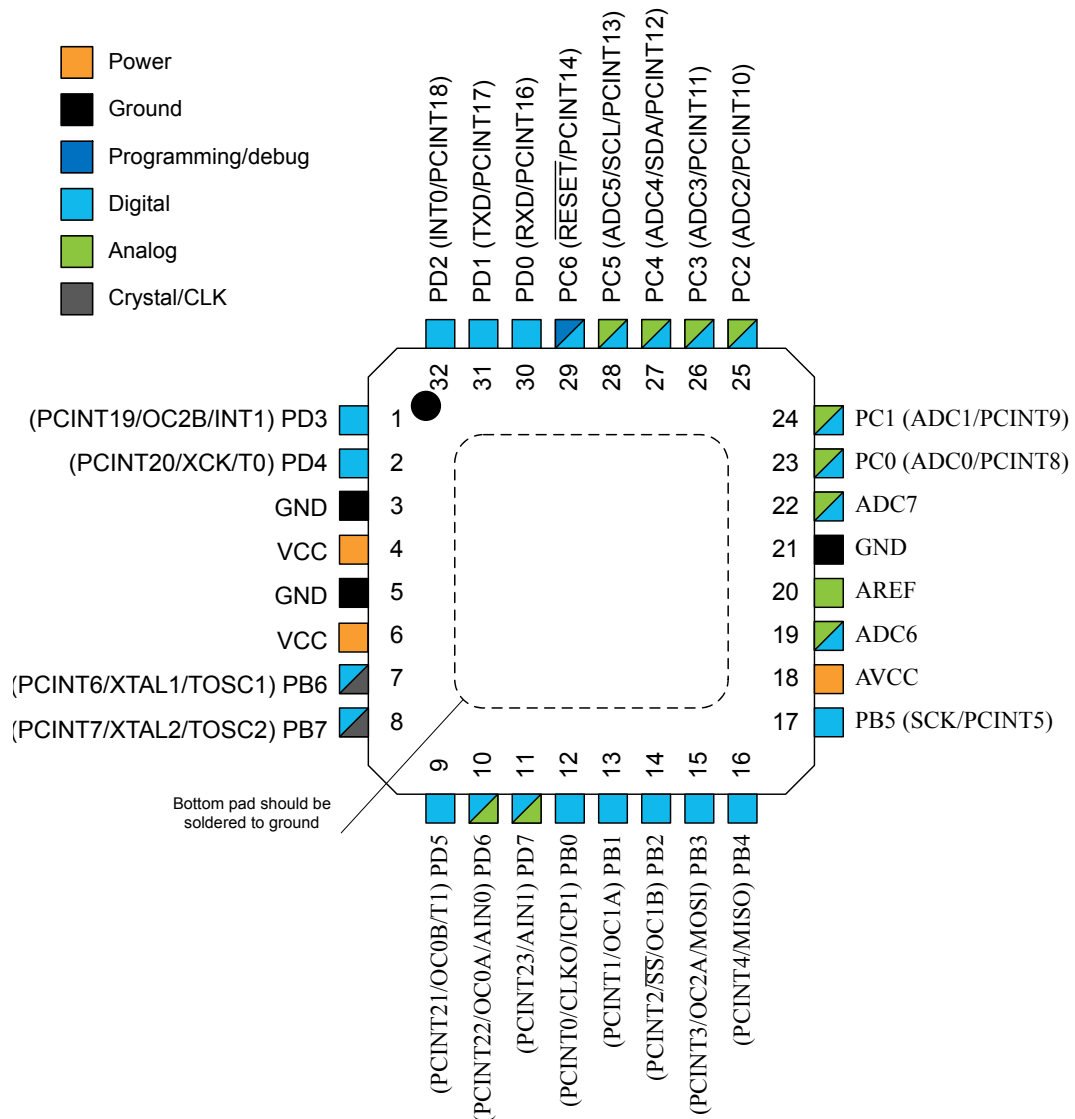 Power
Ground
Programming/debug
Digital
Analog
Crystal/CLK
PD2 (INT0/PCINT18)
PD1 (TXD/PCINT17)
PD0 (RXD/PCINT16)
PC6 (RESET/PCINT14)
PC5 (ADC5/SCL/PCINT13)
PC4 (ADC4/SDA/PCINT12)
PC3 (ADC3/PCINT11)
PC2 (ADC2/PCINT10)
32
31
30
29
28
27
26
25
(PCINT19/OC2B/INT1) PD3
1
(PCINT20/XCK/T0) PD4
2
GND
3
VCC
4
GND
5
VCC
6
(PCINT6/XTAL1/TOSC1) PB6
7
(PCINT7/XTAL2/TOSC2) PB7
8
24
PC1 (ADC1/PCINT9)
23
PC0 (ADC0/PCINT8)
22
ADC7
21
GND
20
AREF
19
ADC6
18
AVCC
17
PB5 (SCK/PCINT5)
9
10
11
12
13
14
15
16
Bottom pad should be
soldered to ground
(PCINT21/OC0B/T1) PD5
(PCINT22/OC0A/AIN0) PD6
(PCINT23/AIN1) PD7
(PCINT0/CLKO/ICP1) PB0
(PCINT1/OC1A) PB1
(PCINT2/SS/OC1B) PB2
(PCINT3/OC2A/MOSI) PB3
(PCINT4/MISO) PB4